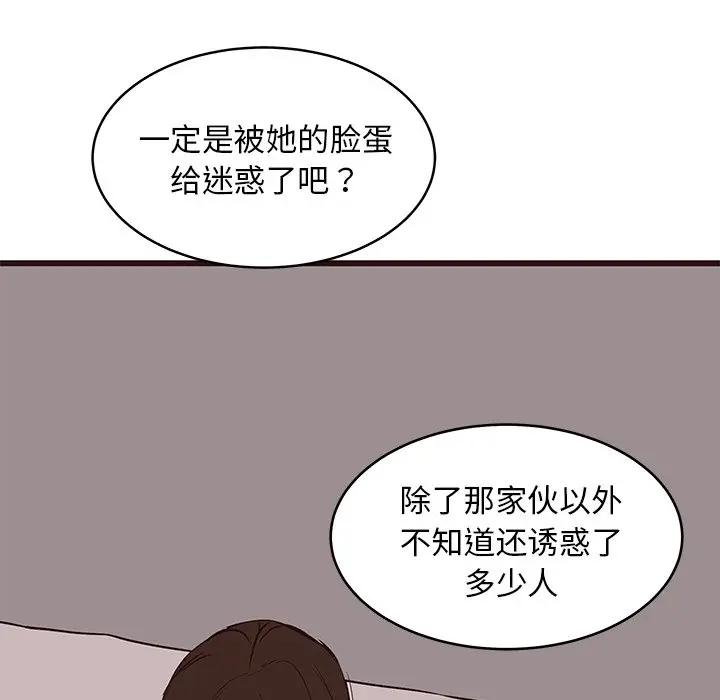 一定是被她的脸蛋
给迷惑了吧？
除了那家伙以外
不知道还诱惑了
多少人